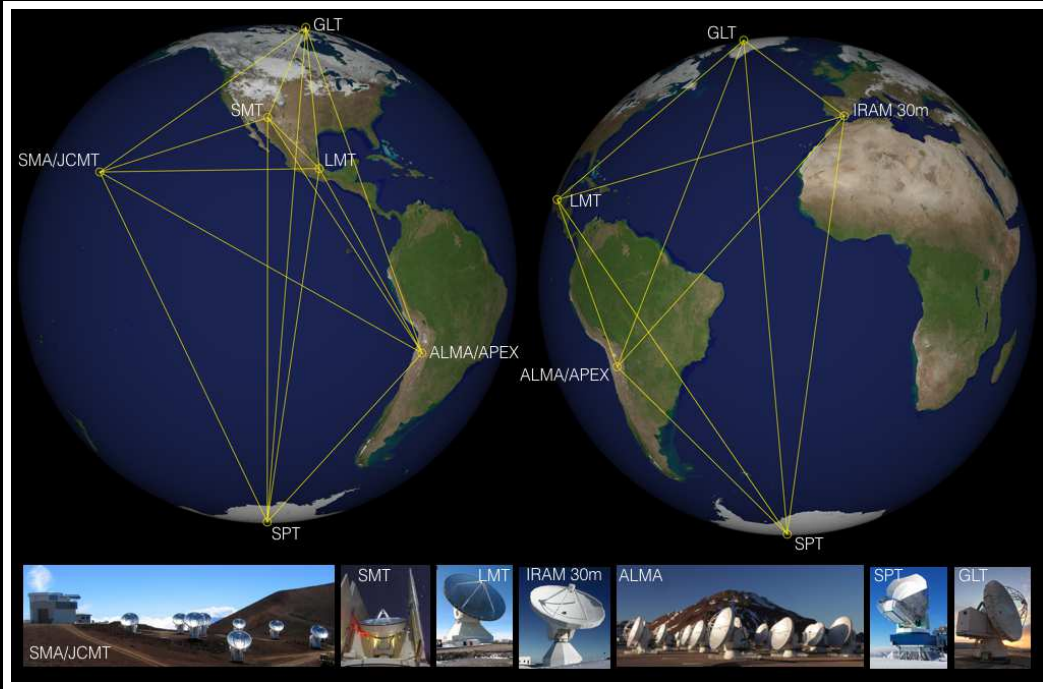 GLT
SMT
SMA/JCMT
LMT
ALMA/APEX
SPT
GLT
IRAM 30m
LMT
ALMA/APEX
SPT
SMA/JCMT
SMT
LMT
IRAM 30m
ALMA
SPT
GLT